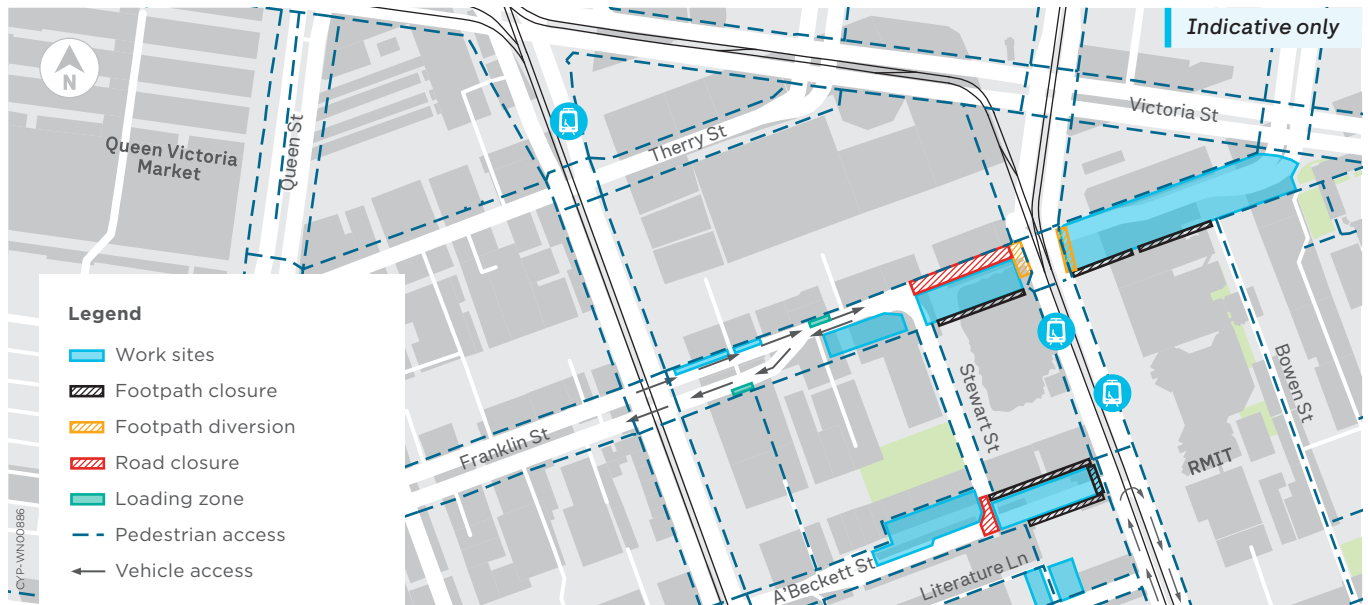 Indicative only
N
Victoria St
Queen Victoria
Market
Queen St
Therry St
Legend
Work sites
Footpath closure
Footpath diversion
Road closure
Loading zone
Pedestrian access
Vehicle access
Franklin St
Stewart St
Bowen St
RMIT
A'Beckett St
Literature Ln
CYP-WN00886